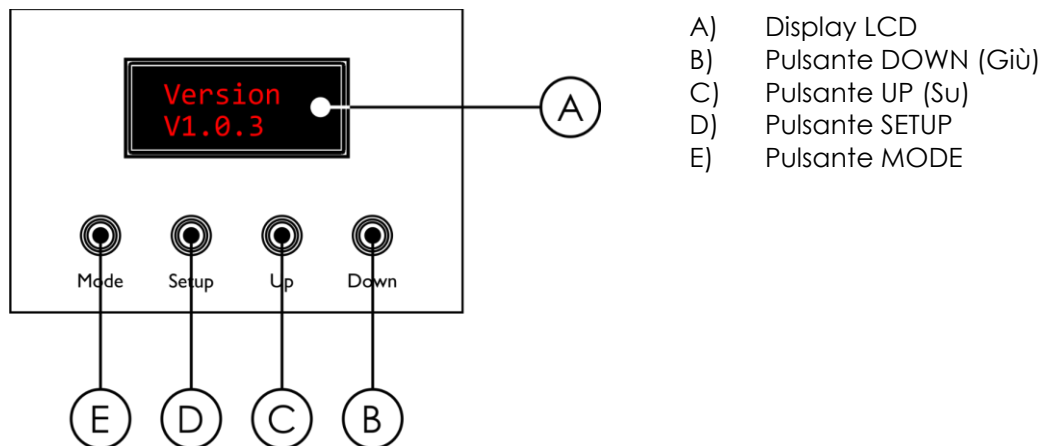 Version
V1.0.3
A
Mode Setup Up Down
E D C B
A) Display LCD
B) Pulsante DOWN (Giù)
C) Pulsante UP (Su)
D) Pulsante SETUP
E) Pulsante MODE